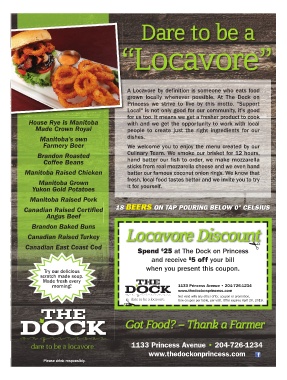 Dare to be a
"Locavore"
A Locavore by definition is someone who eats food
grown locally whenever possible. At The Dock on
Princess we strive to live by this motto. "Support
Local" is not only good for our community, it's good
for us too. It means we get a fresher product to cook
with and we get the opportunity to work with local
people to create just the right ingredients for our
dishes.
We welcome you to enjoy the menu created by our
Culinary Team. We smoke our brisket for 12 hours,
hand batter our fish to order, we make mozzarella
sticks from real mozzarella cheese and we even hand
batter our famous coconut onion rings. We know that
fresh, local food tastes better and we invite you to try
it for yourself.
House Rye is Manitoba
Made Crown Royal
Manitoba's own
Farmery Beer
Brandon Roasted
Coffee Beans
Manitoba Raised Chicken
Manitoba Grown
Yukon Gold Potatoes
Manitoba Raised Pork
Canadian Raised Certified
Angus Beef
Brandon Baked Buns
Canadian Raised Turkey
Canadian East Coast Cod
18 BEERS ON TAP POURING BELOW 0° CELSIUS
Locavore Discount
Spend $25 at The Dock on Princess
and receive $5 off your bill
when you present this coupon.
THE
DOCK
dare to be a locavore
1133 Princess Avenue • 204-726-1234
www.thedockonprincess.com
Try our delicious
scratch made soup.
Made fresh every
morning!
THE
DOCK
dare to be a locavore
Please drink responsibly.
Got Food? – Thank a Farmer
1133 Princess Avenue • 204-726-1234
www.thedockonprincess.com